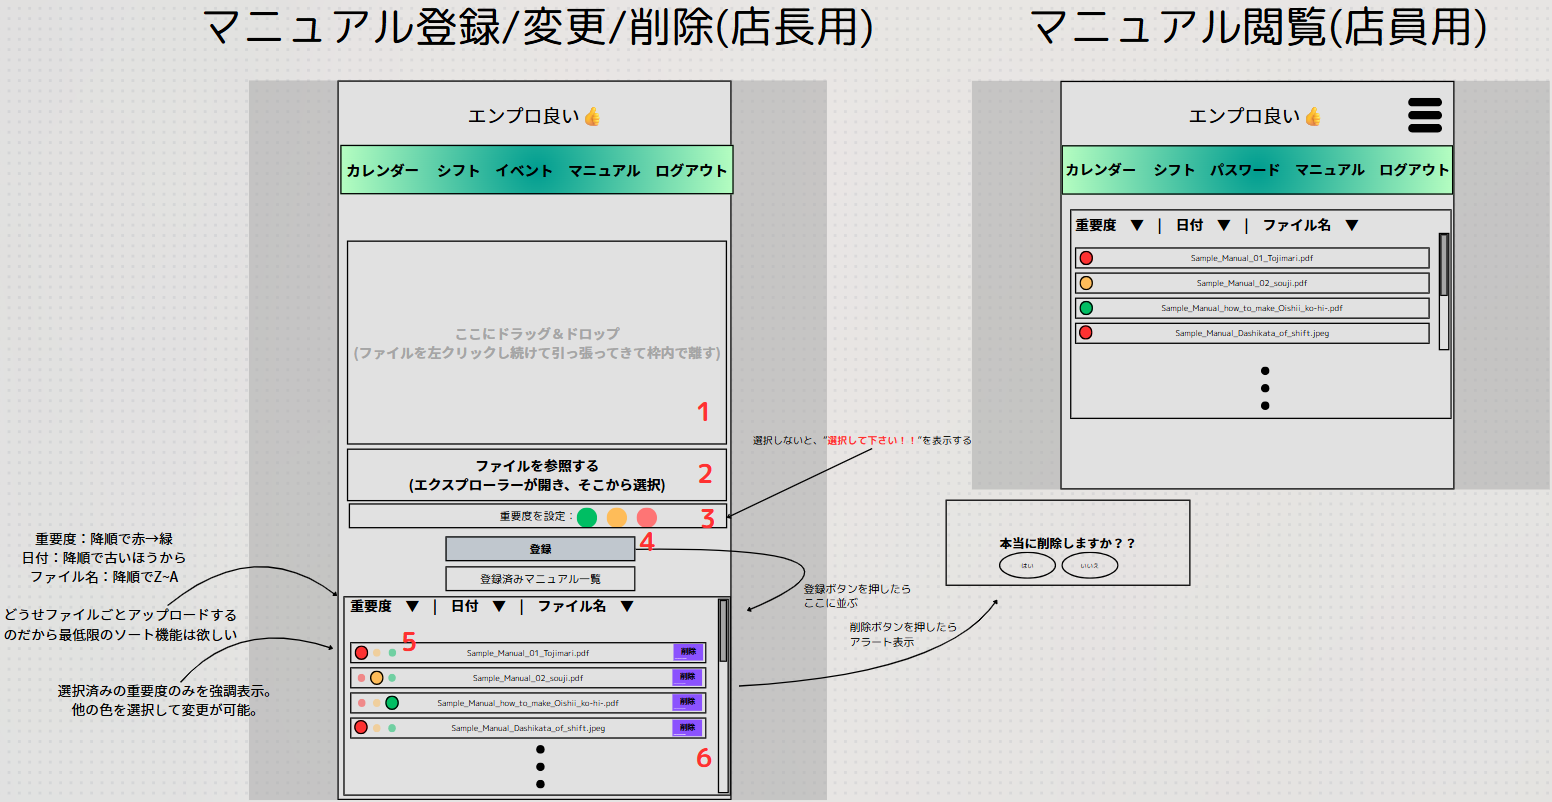 マニュアル登録/変更/削除(店長用)
エンプロ良い👍
カレンダー シフト イベント マニュアル ログアウト
ここにドラッグ＆ドロップ
(ファイルを左クリックし続けて引っ張ってきて枠内で離す)
1
ファイルを参照する
(エクスプローラーが開き、そこから選択)
2
重要度を設定：
3
選択しないと、"選択して下さい！！"を表示する
登録
4
登録済みマニュアル一覧
重要度 ▼ | 日付 ▼ | ファイル名 ▼
5
Sample_Manual_01_Tojimari.pdf 削除
Sample_Manual_02_souji.pdf 削除
Sample_Manual_how_to_make_Oishii_ko-hi-.pdf 削除
Sample_Manual_Dashikata_of_shift.jpeg 削除
6
重要度：降順で赤→緑
日付：降順で古いほうから
ファイル名：降順でZ~A
どうせファイルごとアップロードする
のだから最低限のソート機能は欲しい
選択済みの重要度のみを強調表示。
他の色を選択して変更が可能。
登録ボタンを押したら
ここに並ぶ
削除ボタンを押したら
アラート表示
本当に削除しますか？？
はい いいえ
マニュアル閲覧(店員用)
エンプロ良い👍
カレンダー シフト パスワード マニュアル ログアウト
重要度 ▼ | 日付 ▼ | ファイル名 ▼
Sample_Manual_01_Tojimari.pdf
Sample_Manual_02_souji.pdf
Sample_Manual_how_to_make_Oishii_ko-hi-.pdf
Sample_Manual_Dashikata_of_shift.jpeg